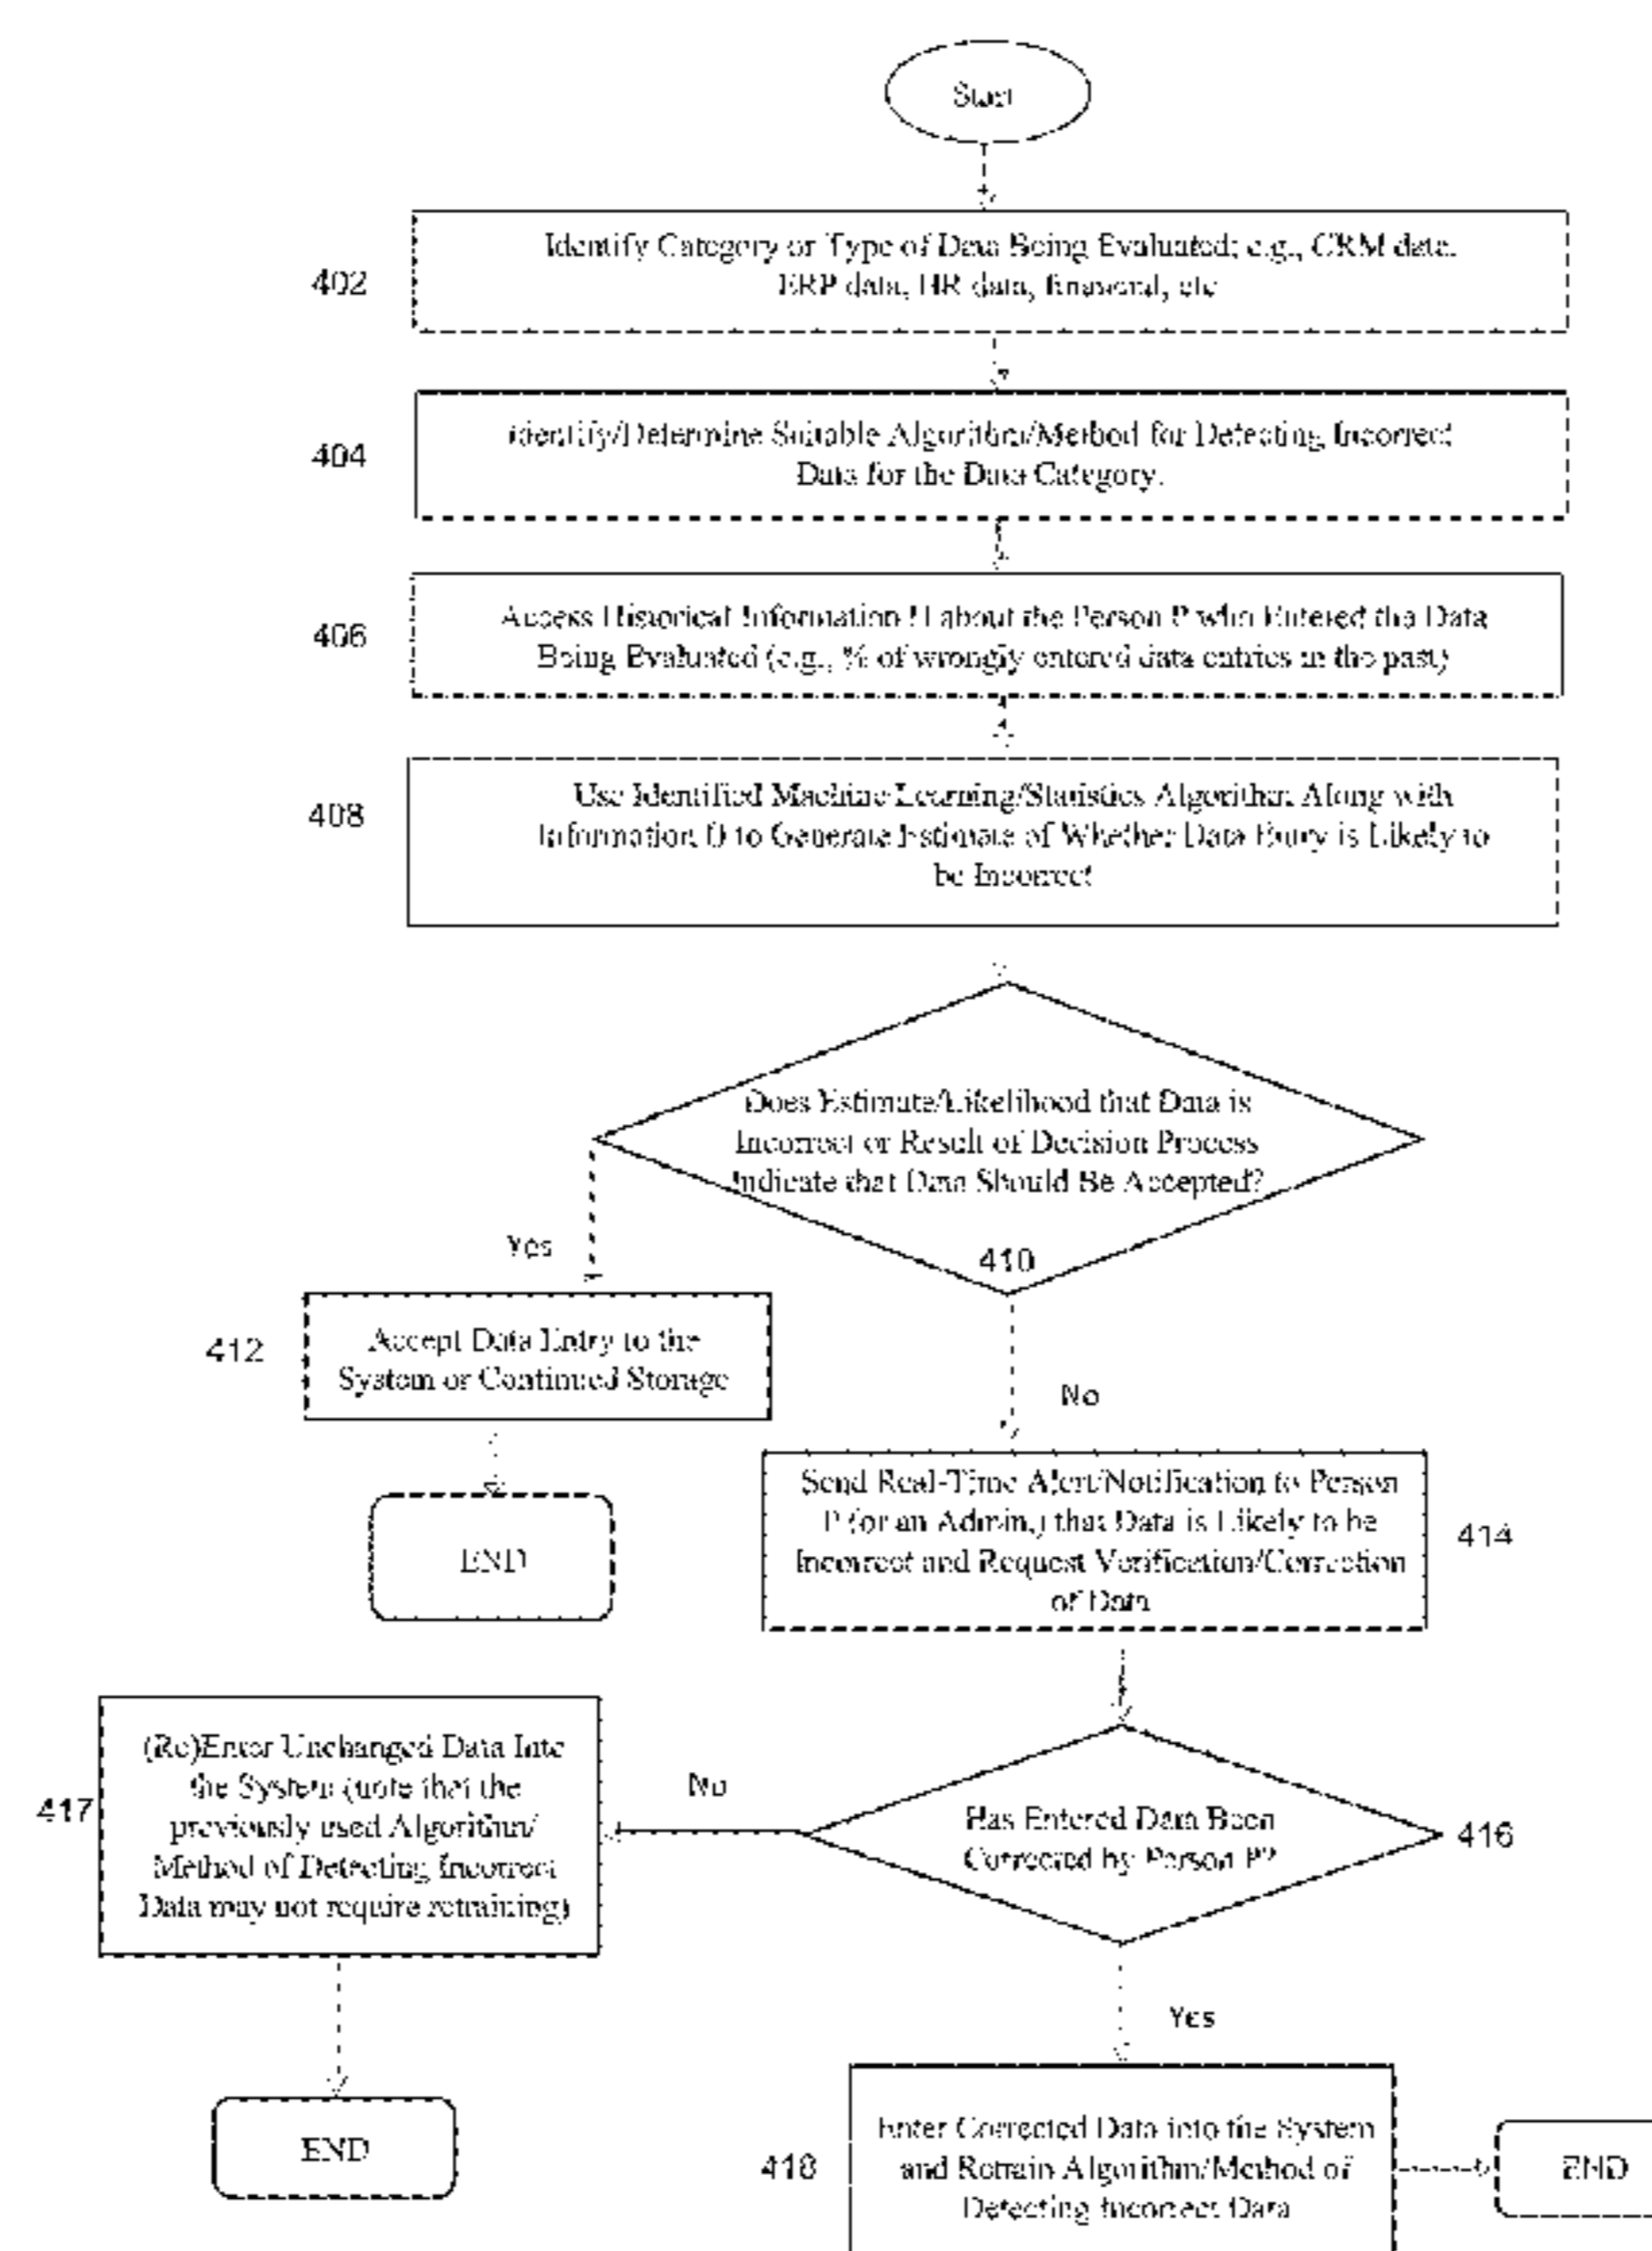 Start
402
Identify Category or Type of Data Being Evaluated; e.g., CRM data,
ERP data, HR data, financial, etc
404
Identify/Determine Suitable Algorithm/Method for Detecting Incorrect
Data for the Data Category.
406
Access Historical Information H about the Person P who Entered the Data
Being Evaluated (e.g., % of wrongly entered data entries in the past)
408
Use Identified Machine Learning/Statistics Algorithm Along with
Information to Generate Estimate of Whether Data Entry is Likely to
be Incorrect
Does Estimate/Likelihood that Data is
Incorrect or Result of Decision Process
Indicate that Data Should Be Accepted?
410
Yes
412
Accept Data Entry to the
System or Continued Storage
No
END
Send Real-Time Alert/Notification to Person
P (or an Admin.) that Data is Likely to be
Incorrect and Request Verification/Correction
of Data
414
417
(Re)Enter Unchanged Data Into
the System (note that the
previously used Algorithm/
Method of Detecting Incorrect
Data may not require retraining)
No
Has Entered Data Been
Corrected by Person P?
416
Yes
END
418
Enter Corrected Data into the System
and Retrain Algorithm/Method of
Detecting Incorrect Data
END